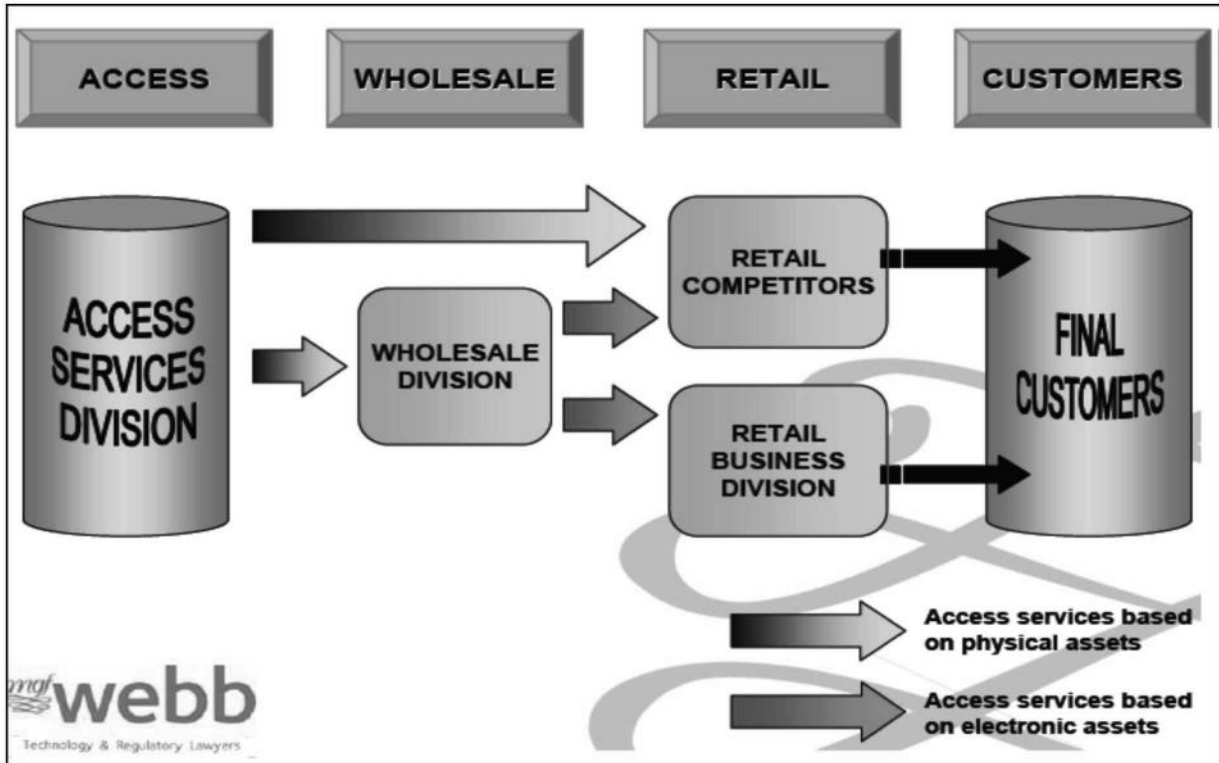 ACCESS
WHOLESALE
RETAIL
CUSTOMERS
ACCESS
SERVICES
DIVISION
WHOLESALE
DIVISION
RETAIL
COMPETITORS
RETAIL
BUSINESS
DIVISION
FINAL
CUSTOMERS
Access services based
on physical assets
Access services based
on electronic assets
mgf
webb
Technology & Regulatory Lawyers